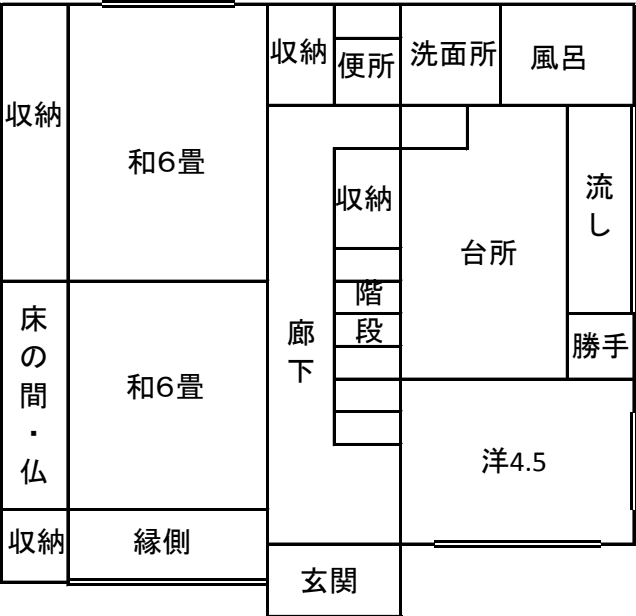 収納
便所
洗面所
風呂
収納
和6畳
収納
流し
台所
床の間・仏
廊下
階段
勝手
和6畳
洋4.5
収納
縁側
玄関